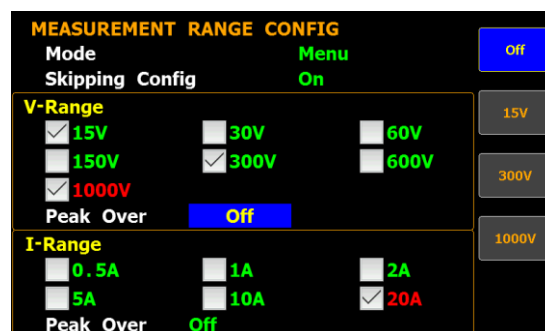 MEASUREMENT RANGE CONFIG
Mode Menu
Skipping Config On
V-Range
15V 30V 60V
150V 300V 600V
1000V
Peak Over Off
I-Range
0.5A 1A 2A
5A 10A 20A
Peak Over Off
Off
15V
300V
1000V